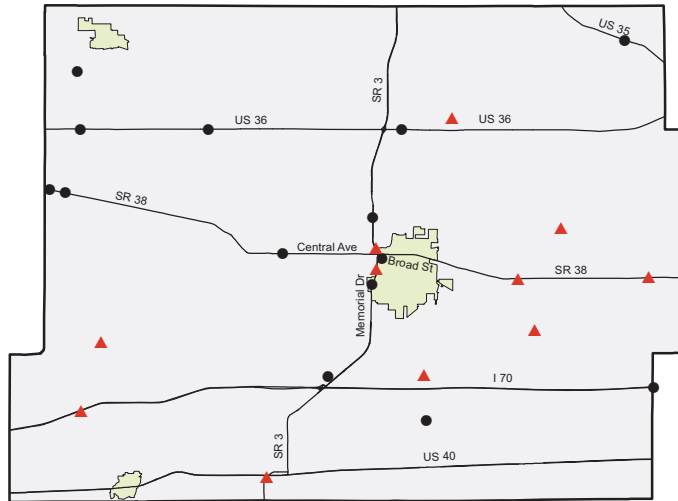 US 35
SR 3
US 36
US 36
SR 38
Central Ave
Broad St
SR 38
Memorial Dr
I 70
SR 3
US 40